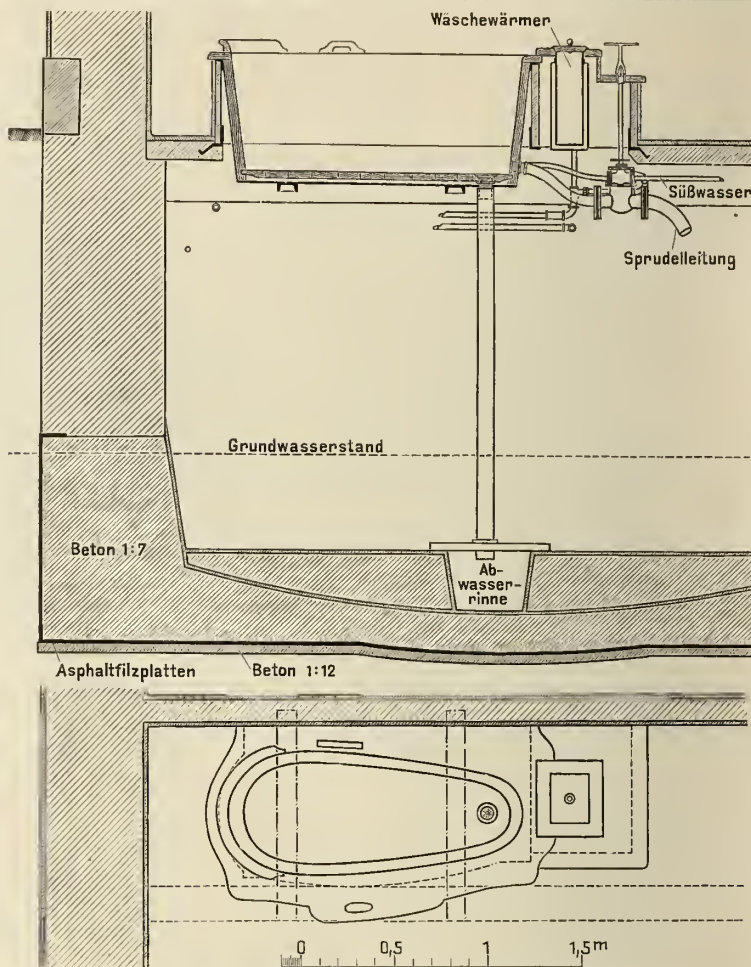 Wäschewärmer
Süßwasser
Sprudelleitung
Grundwasserstand
Beton 1:7
Ab-
wasser-
rinne
Asphaltfilzplatten Beton 1:12
0 0,5 1 1,5m